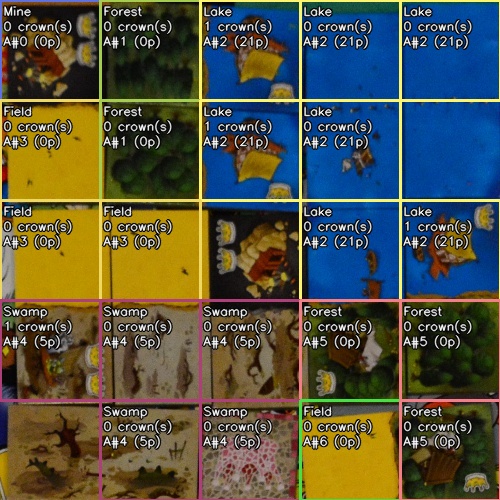 Mine
0 crown(s)
A#0 (0p)
Forest
0 crown(s)
A#1 (0p)
Lake
1 crown(s)
A#2 (21p)
Lake
0 crown(s)
A#2 (21p)
Lake
0 crown(s)
A#2 (21p)
Field
0 crown(s)
A#3 (0p)
Forest
0 crown(s)
A#1 (0p)
Lake
1 crown(s)
A#2 (21p)
Lake
0 crown(s)
A#2 (21p)
Field
0 crown(s)
A#3 (0p)
Field
0 crown(s)
A#3 (0p)
Lake
0 crown(s)
A#2 (21p)
Lake
1 crown(s)
A#2 (21p)
Swamp
1 crown(s)
A#4 (5p)
Swamp
0 crown(s)
A#4 (5p)
Swamp
0 crown(s)
A#4 (5p)
Forest
0 crown(s)
A#5 (0p)
Forest
0 crown(s)
A#5 (0p)
Swamp
0 crown(s)
A#4 (5p)
Swamp
0 crown(s)
A#4 (5p)
Field
0 crown(s)
A#6 (0p)
Forest
0 crown(s)
A#5 (0p)